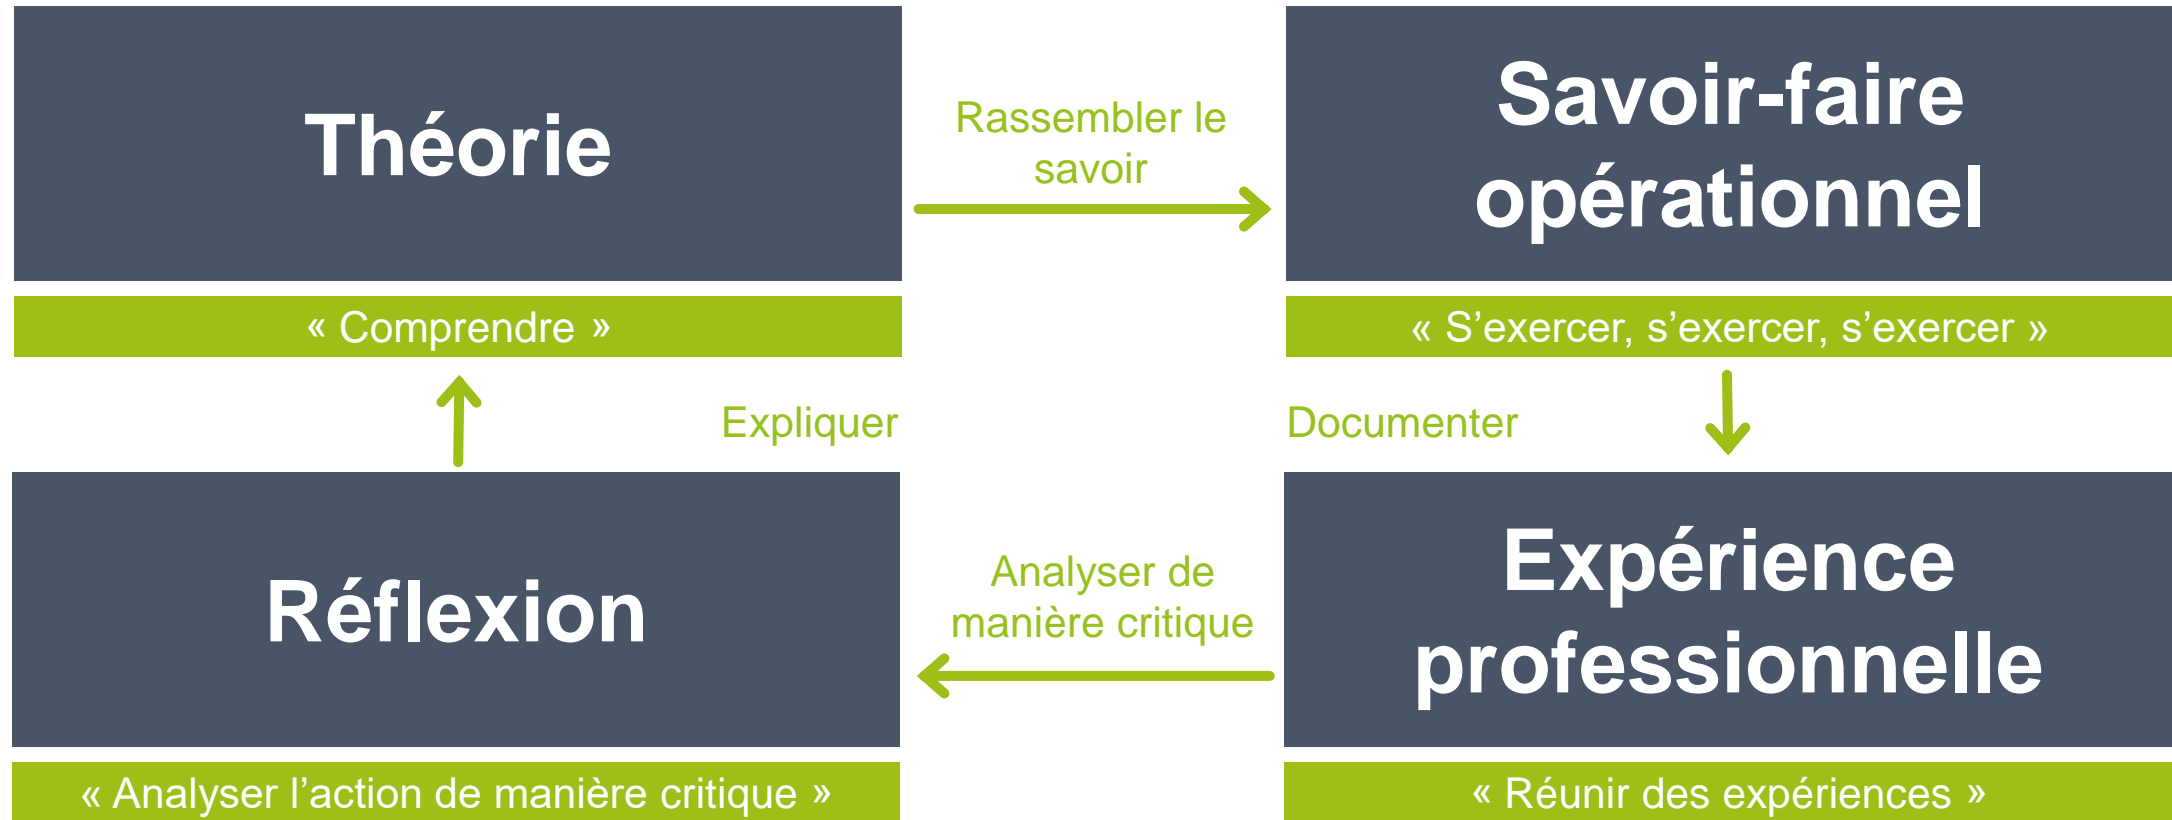 Théorie
« Comprendre »
Rassembler le
savoir
Savoir-faire
opérationnel
« S’exercer, s’exercer, s’exercer »
Expliquer
Documenter
Réflexion
« Analyser l’action de manière critique »
Analyser de
manière critique
Expérience
professionnelle
« Réunir des expériences »